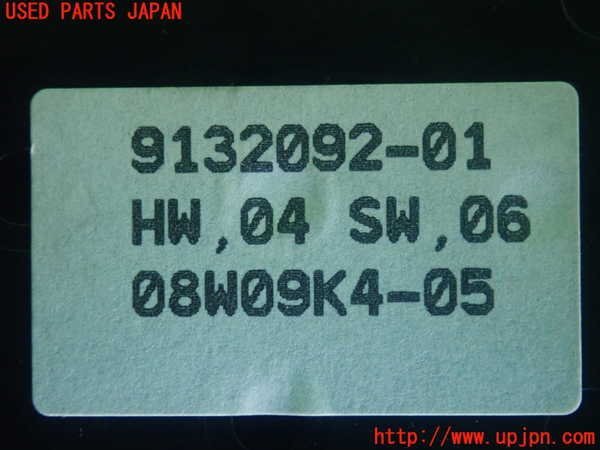 USED PARTS JAPAN
9132092-01
HW,04 SW,06
08W09K4-05
http://www.upjpn.com/